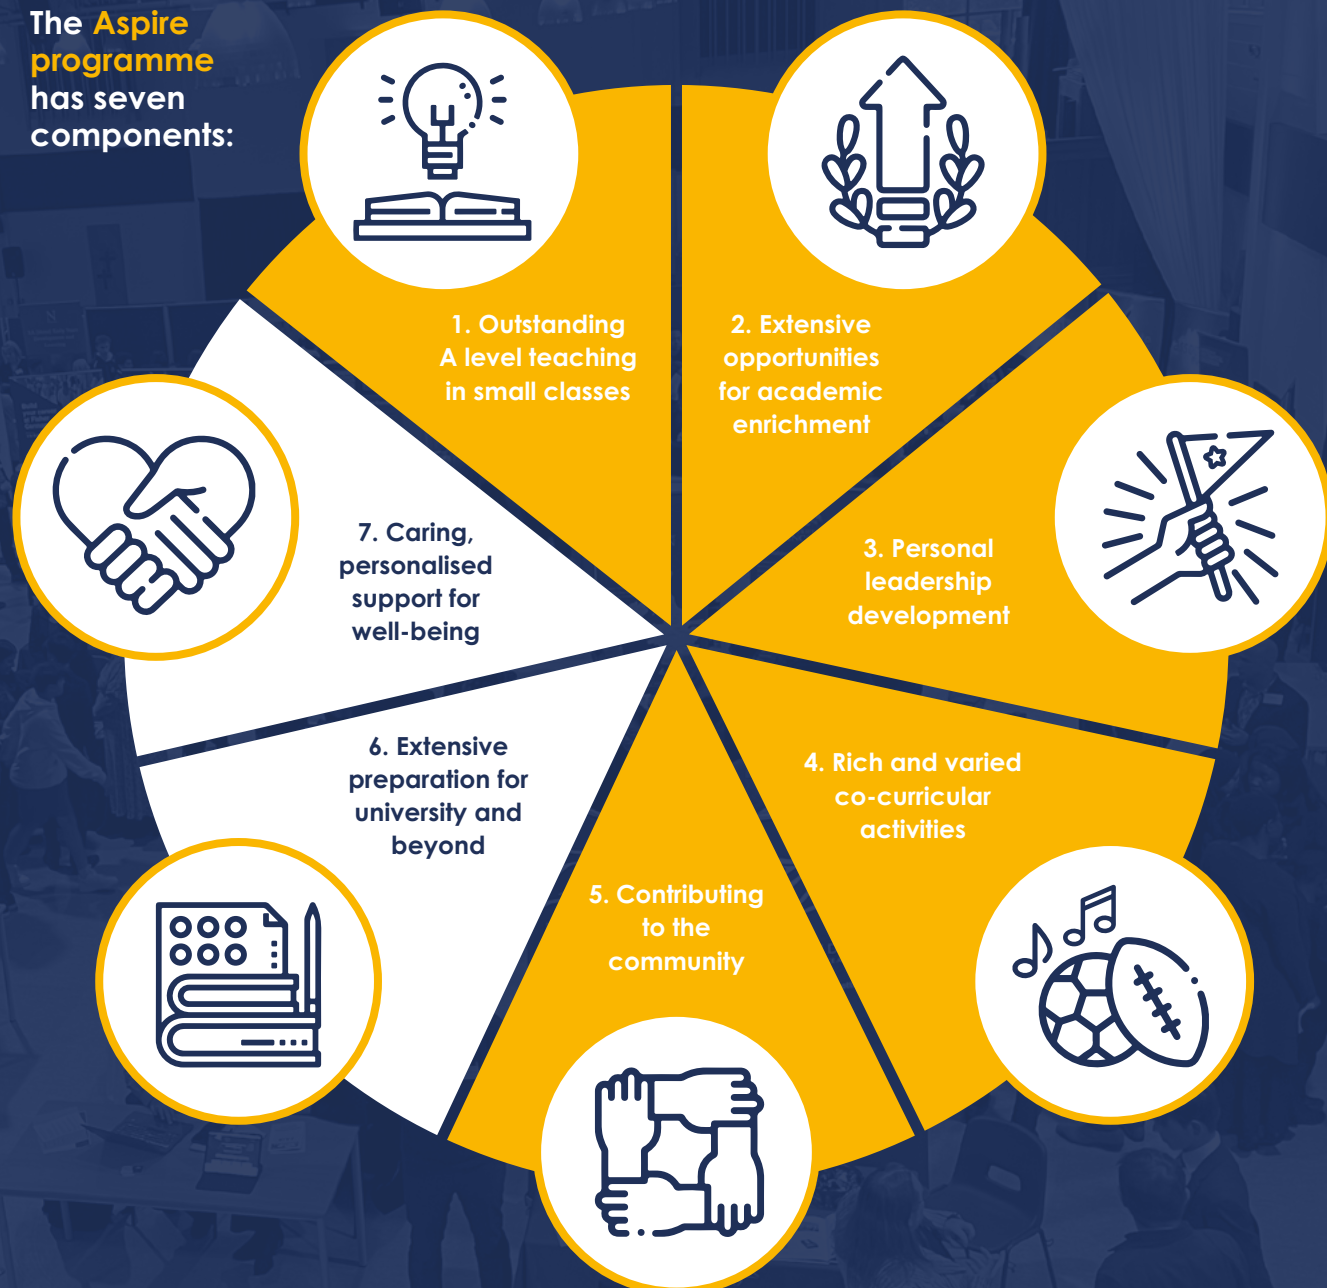 The Aspire
programme
has seven
components:
1. Outstanding
A level teaching
in small classes
2. Extensive
opportunities
for academic
enrichment
3. Personal
leadership
development
4. Rich and varied
co-curricular
activities
5. Contributing
to the
community
6. Extensive
preparation for
university and
beyond
7. Caring,
personalised
support for
well-being